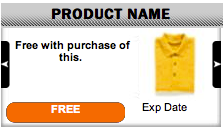 PRODUCT NAME
Free with purchase of
this.
FREE
Exp Date